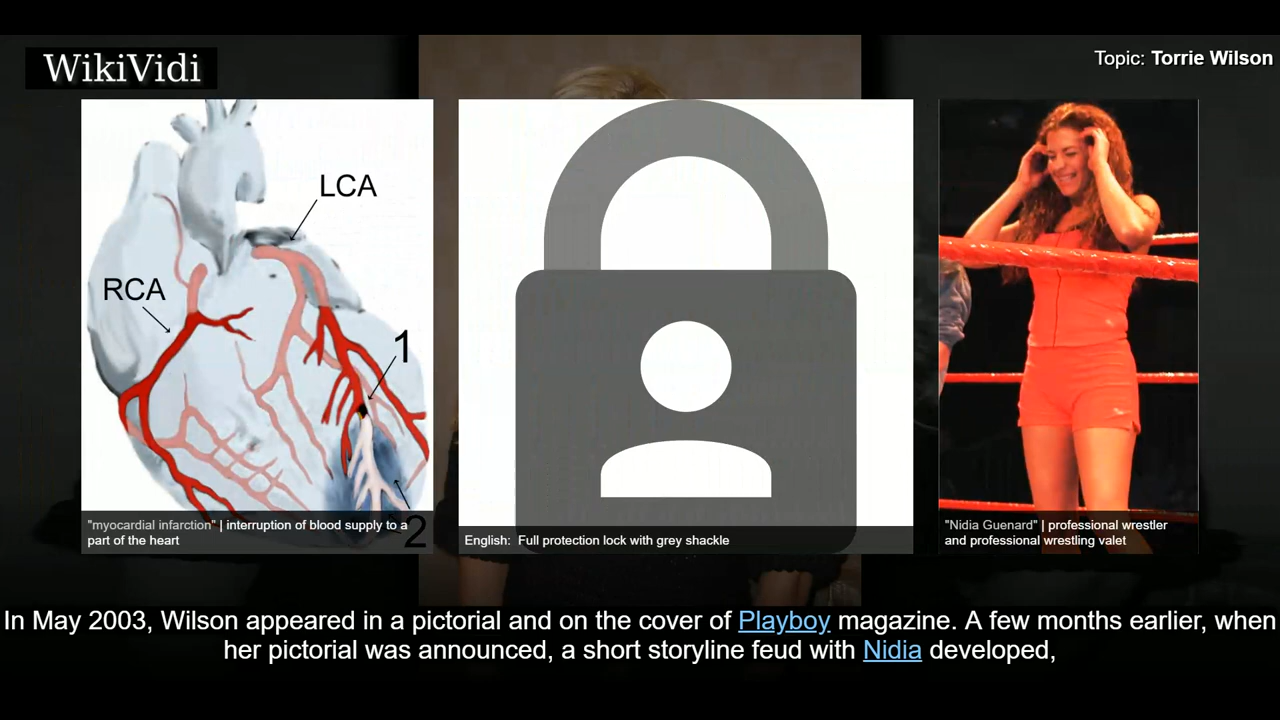 WikiVidi
Topic: Torrie Wilson
LCA
RCA
1
2
"myocardial infarction" | interruption of blood supply to a
part of the heart
English: Full protection lock with grey shackle
"Nidia Guenard" | professional wrestler
and professional wrestling valet
In May 2003, Wilson appeared in a pictorial and on the cover of Playboy magazine. A few months earlier, when
her pictorial was announced, a short storyline feud with Nidia developed,